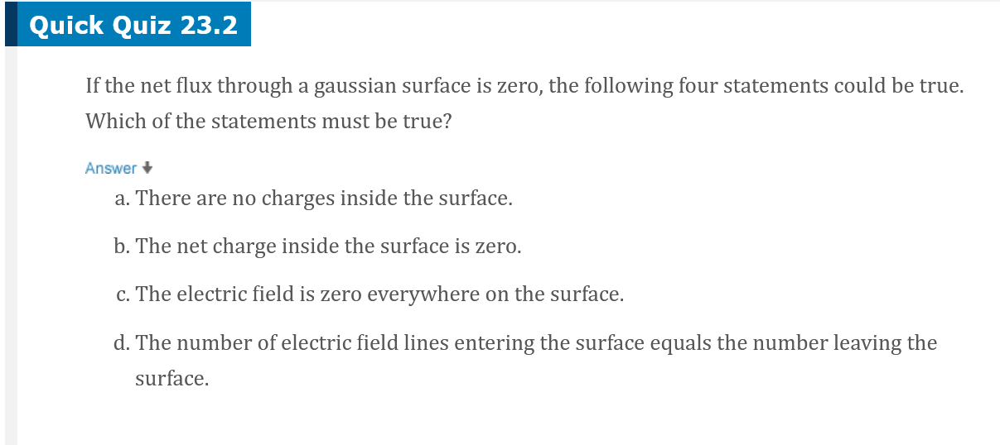 Quick Quiz 23.2
If the net flux through a gaussian surface is zero, the following four statements could be true.
Which of the statements must be true?
Answer
a. There are no charges inside the surface.
b. The net charge inside the surface is zero.
c. The electric field is zero everywhere on the surface.
d. The number of electric field lines entering the surface equals the number leaving the
surface.